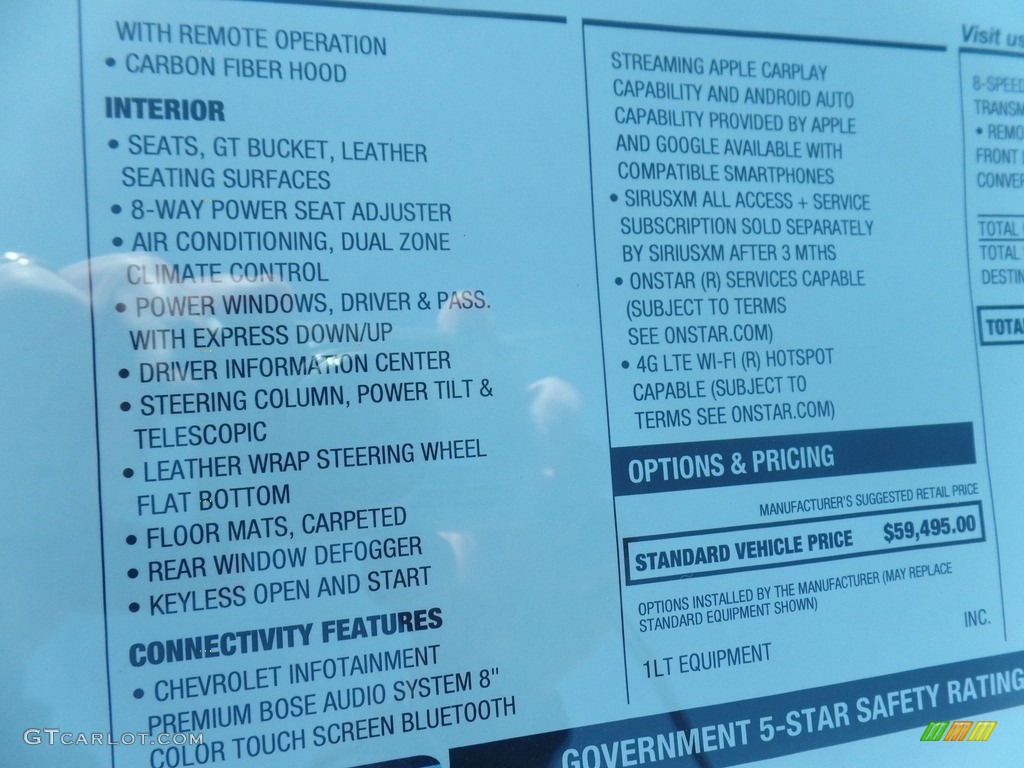 WITH REMOTE OPERATION
• CARBON FIBER HOOD
INTERIOR
• SEATS, GT BUCKET, LEATHER
SEATING SURFACES
• 8-WAY POWER SEAT ADJUSTER
• AIR CONDITIONING, DUAL ZONE
CLIMATE CONTROL
• POWER WINDOWS, DRIVER & PASS.
WITH EXPRESS DOWN/UP
• DRIVER INFORMATION CENTER
• STEERING COLUMN, POWER TILT &
TELESCOPIC
• LEATHER WRAP STEERING WHEEL
FLAT BOTTOM
• FLOOR MATS, CARPETED
• REAR WINDOW DEFOGGER
• KEYLESS OPEN AND START
CONNECTIVITY FEATURES
• CHEVROLET INFOTAINMENT
PREMIUM BOSE AUDIO SYSTEM 8"
COLOR TOUCH SCREEN BLUETOOTH
STREAMING APPLE CARPLAY
CAPABILITY AND ANDROID AUTO
CAPABILITY PROVIDED BY APPLE
AND GOOGLE AVAILABLE WITH
COMPATIBLE SMARTPHONES
• SIRUSXM ALL ACCESS + SERVICE
SUBSCRIPTION SOLD SEPARATELY
BY SIRIUSXM AFTER 3 MTHS
• ONSTAR (R) SERVICES CAPABLE
(SUBJECT TO TERMS
SEE ONSTAR.COM)
• 4G LTE WI-FI (R) HOTSPOT
CAPABLE (SUBJECT TO
TERMS SEE ONSTAR.COM)
OPTIONS & PRICING
MANUFACTURER'S SUGGESTED RETAIL PRICE
STANDARD VEHICLE PRICE $59,495.00
OPTIONS INSTALLED BY THE MANUFACTURER (MAY REPLACE
STANDARD EQUIPMENT SHOWN)
INC.
1LT EQUIPMENT
GOVERNMENT 5-STAR SAFETY RATING
Visit us
8-SPEED
TRANSM
• REMO
FRONT
CONVER
TOTAL
TOTAL
DESTIN
TOTAL
GTCARLOT.COM